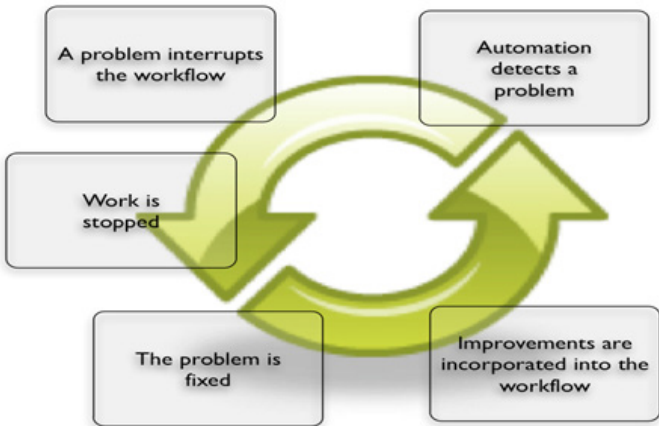 A problem interrupts
the workflow
Automation
detects a
problem
Work is
stopped
The problem is
fixed
Improvements are
incorporated into the
workflow